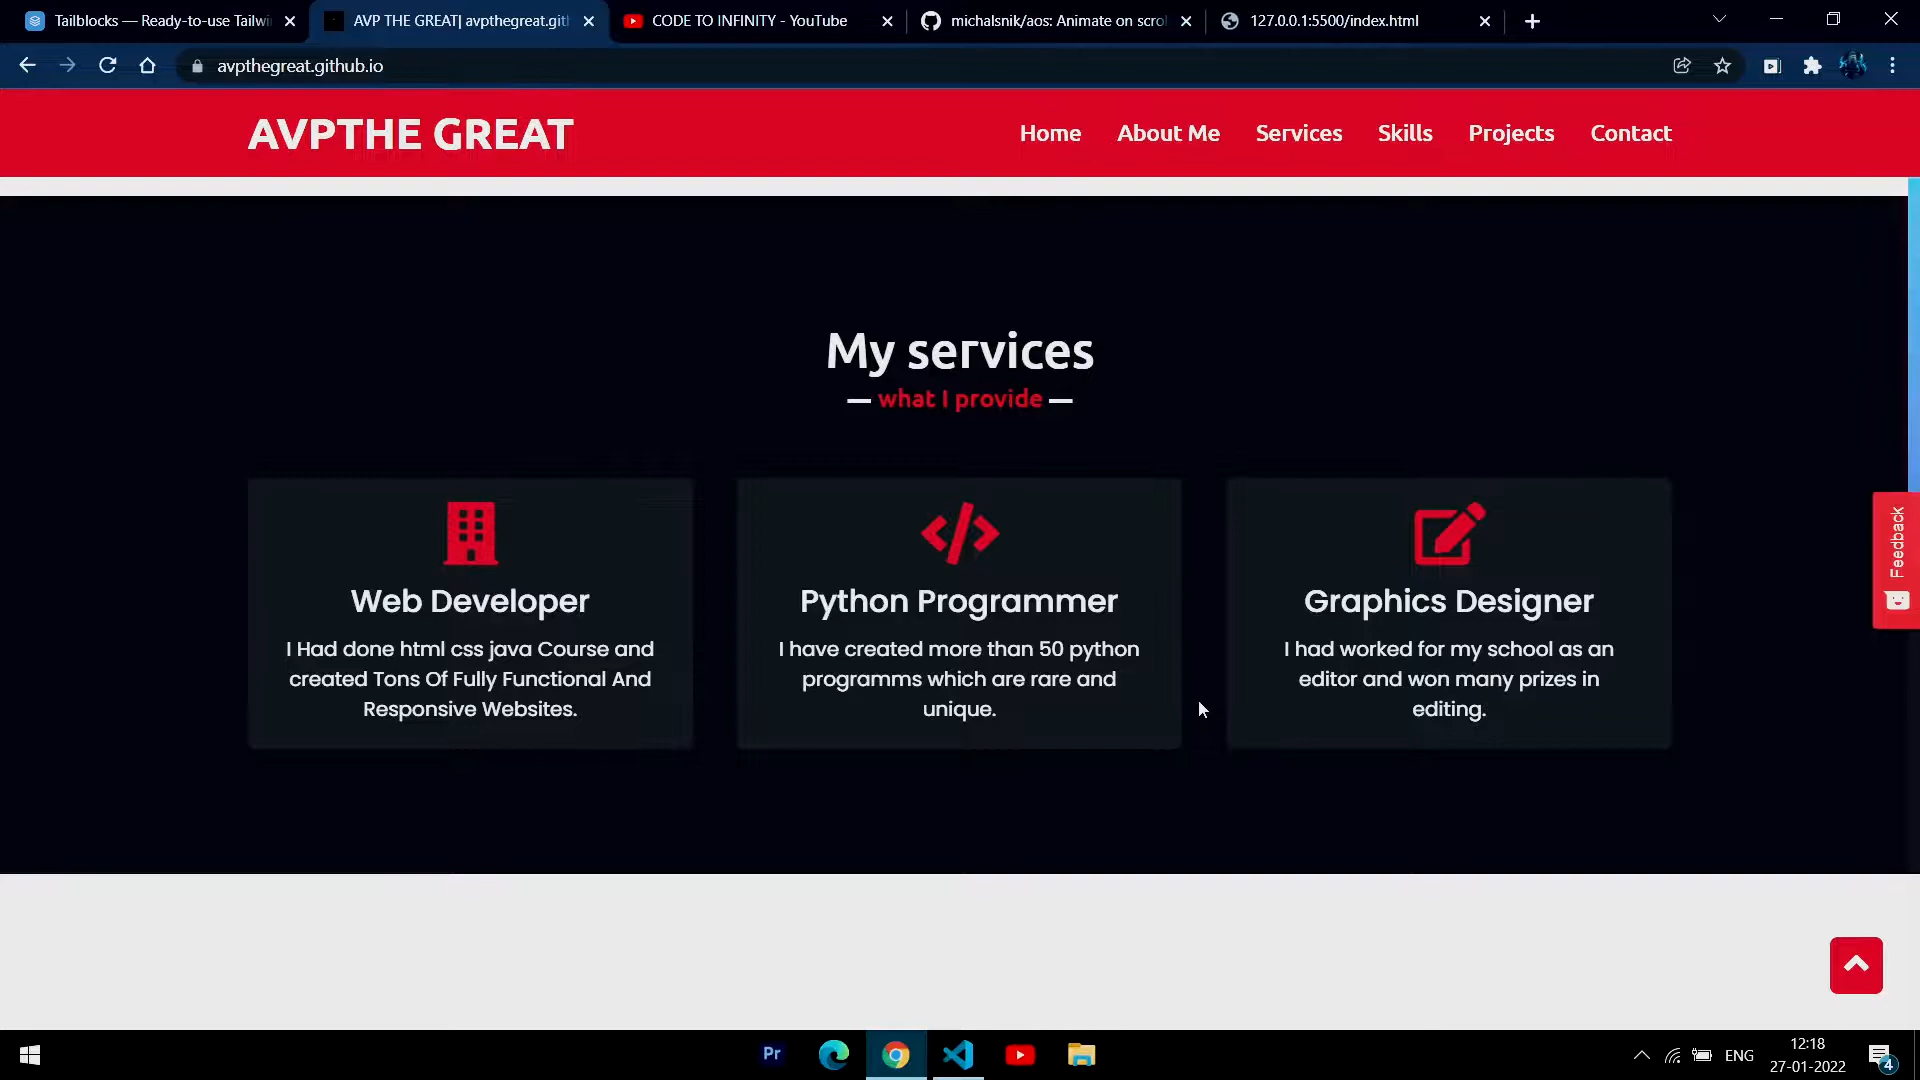 Tailblocks — Ready-to-use Tailwi
AVP THE GREAT| avpthegreat.git
CODE TO INFINITY - YouTube
michalsnik/aos: Animate on scro
127.0.0.1:5500/index.html
avpthegreat.github.io
AVPTHE GREAT
Home
About Me
Services
Skills
Projects
Contact
My services
— what I provide —
Web Developer
I Had done html css java Course and
created Tons Of Fully Functional And
Responsive Websites.
Python Programmer
I have created more than 50 python
programms which are rare and
unique.
Graphics Designer
I had worked for my school as an
editor and won many prizes in
editing.
Feedback
Pr
ENG
12:18
27-01-2022
4